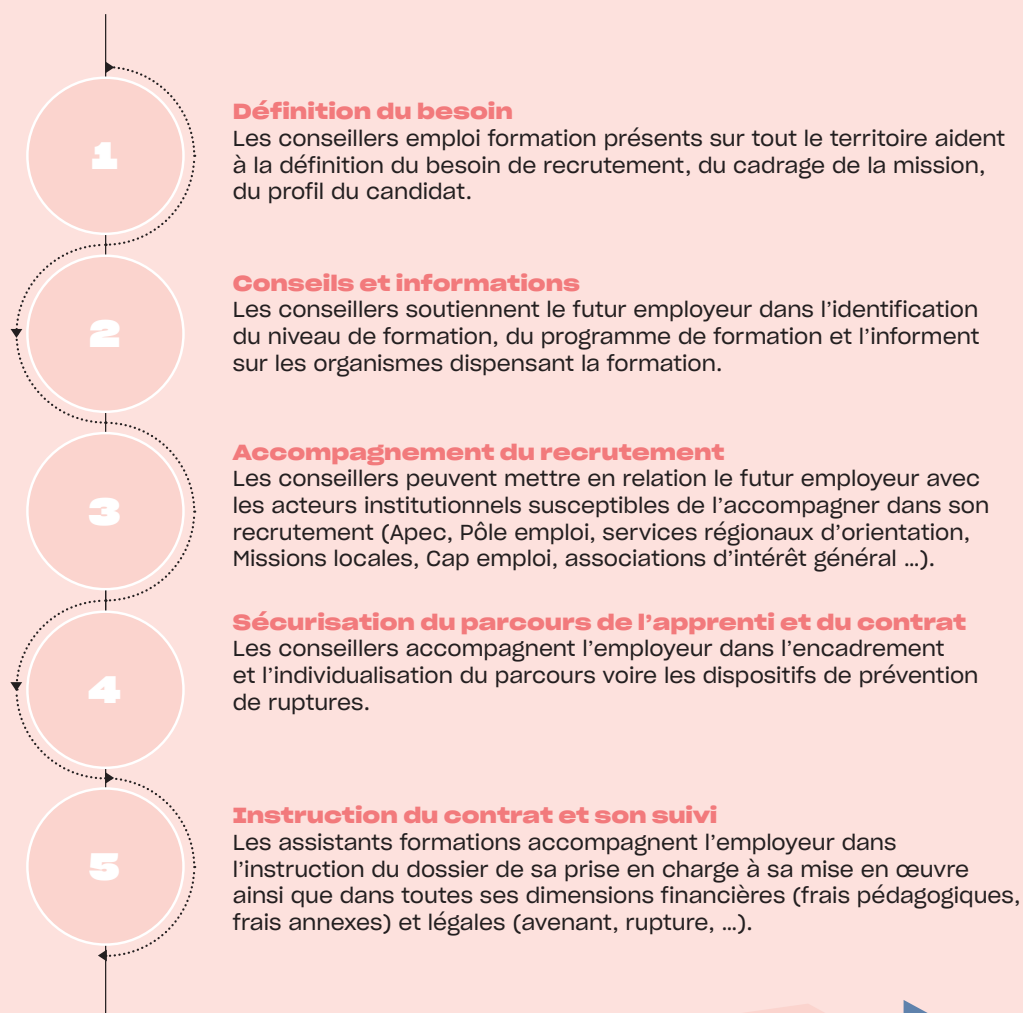 1
Définition du besoin
Les conseillers emploi formation présents sur tout le territoire aident
à la définition du besoin de recrutement, du cadrage de la mission,
du profil du candidat.
2
Conseils et informations
Les conseillers soutiennent le futur employeur dans l’identification
du niveau de formation, du programme de formation et l’informent
sur les organismes dispensant la formation.
3
Accompagnement du recrutement
Les conseillers peuvent mettre en relation le futur employeur avec
les acteurs institutionnels susceptibles de l’accompagner dans son
recrutement (Apec, Pôle emploi, services régionaux d’orientation,
Missions locales, Cap emploi, associations d’intérêt général …).
4
Sécurisation du parcours de l’apprenti et du contrat
Les conseillers accompagnent l’employeur dans l’encadrement
et l’individualisation du parcours voire les dispositifs de prévention
de ruptures.
5
Instruction du contrat et son suivi
Les assistants formations accompagnent l’employeur dans
l’instruction du dossier de sa prise en charge à sa mise en œuvre
ainsi que dans toutes ses dimensions financières (frais pédagogiques,
frais annexes) et légales (avenant, rupture, …).